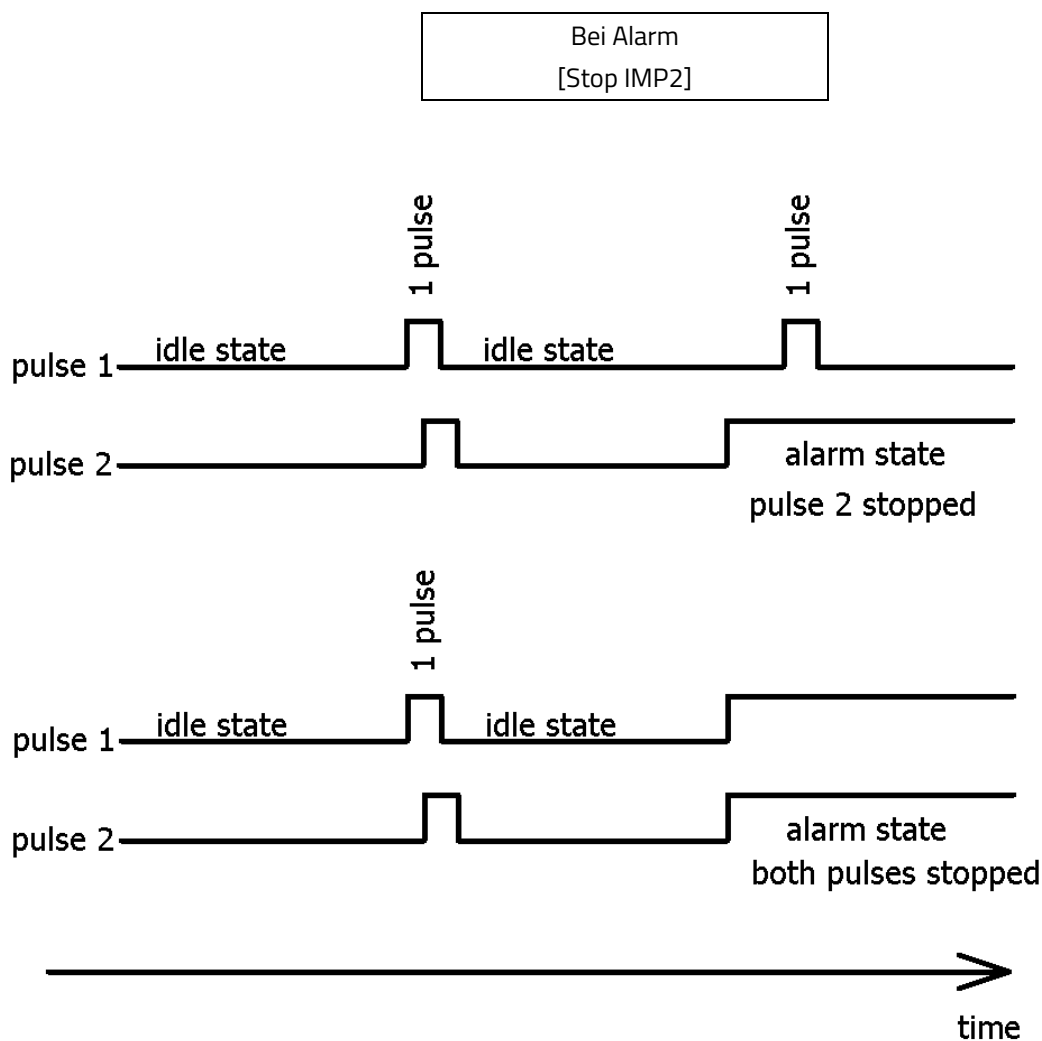 Bei Alarm
[Stop IMP2]
1 pulse
1 pulse
pulse 1
idle state
idle state
pulse 2
alarm state
pulse 2 stopped
1 pulse
pulse 1
idle state
idle state
pulse 2
alarm state
both pulses stopped
time